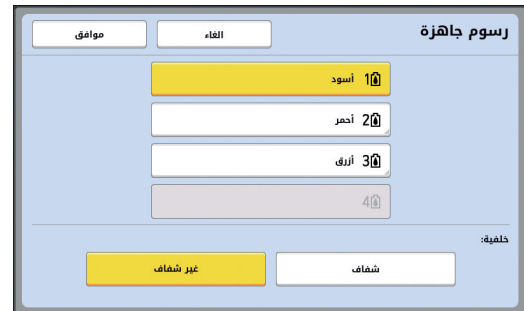 رسوم جاهزة
الغاء
موافق
1 أسود
2 أحمر
3 أزرق
4
خلفية:
شفاف
غير شفاف